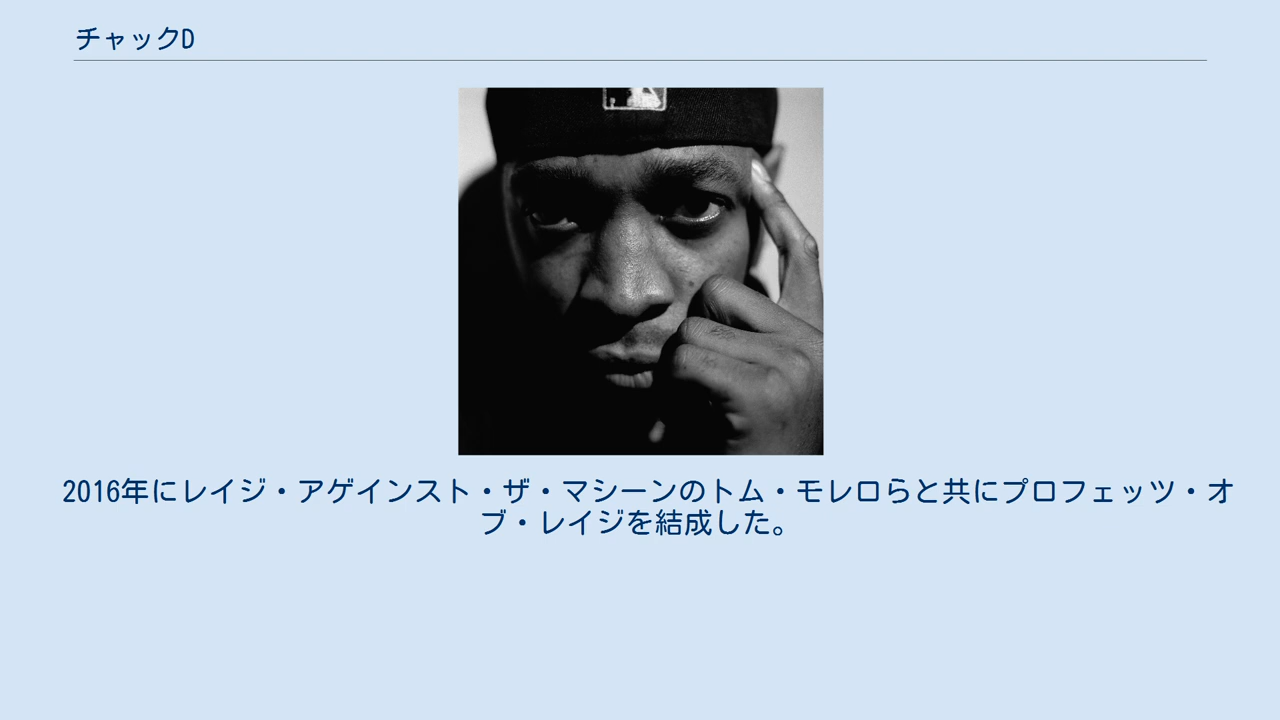 チャックD
2016年にレイジ・アゲインスト・ザ・マシーンのトム・モレロらと共にプロフェッツ・オ
ブ・レイジを結成した。